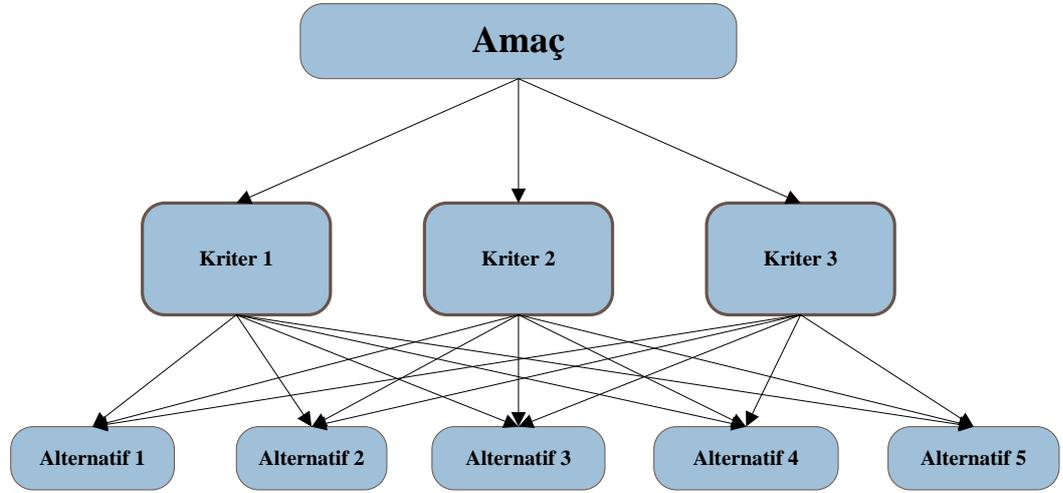 Amaç
Kriter 1
Kriter 2
Kriter 3
Alternatif 1
Alternatif 2
Alternatif 3
Alternatif 4
Alternatif 5